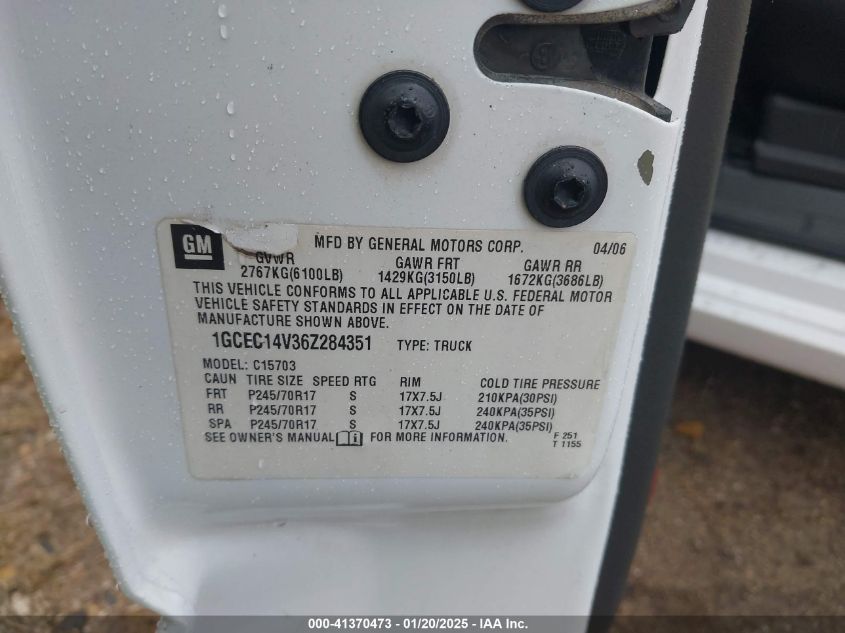 GM MFD BY GENERAL MOTORS CORP. 04/06
GVWR GAWR FRT GAWR RR
2767KG(6100LB) 1429KG(3150LB) 1672KG(3686LB)
THIS VEHICLE CONFORMS TO ALL APPLICABLE U.S. FEDERAL MOTOR
VEHICLE SAFETY STANDARDS IN EFFECT ON THE DATE OF
MANUFACTURE SHOWN ABOVE.
1GCEC14V36Z284351 TYPE: TRUCK
MODEL: C15703
CAUN TIRE SIZE SPEED RTG RIM COLD TIRE PRESSURE
FRT P245/70R17 S 17X7.5J 210KPA(30PSI)
RR P245/70R17 S 17X7.5J 240KPA(35PSI)
SPA P245/70R17 S 17X7.5J 240KPA(35PSI)
SEE OWNER'S MANUAL FOR MORE INFORMATION. F 251
T 1155
000-41370473 - 01/20/2025 - IAA Inc.